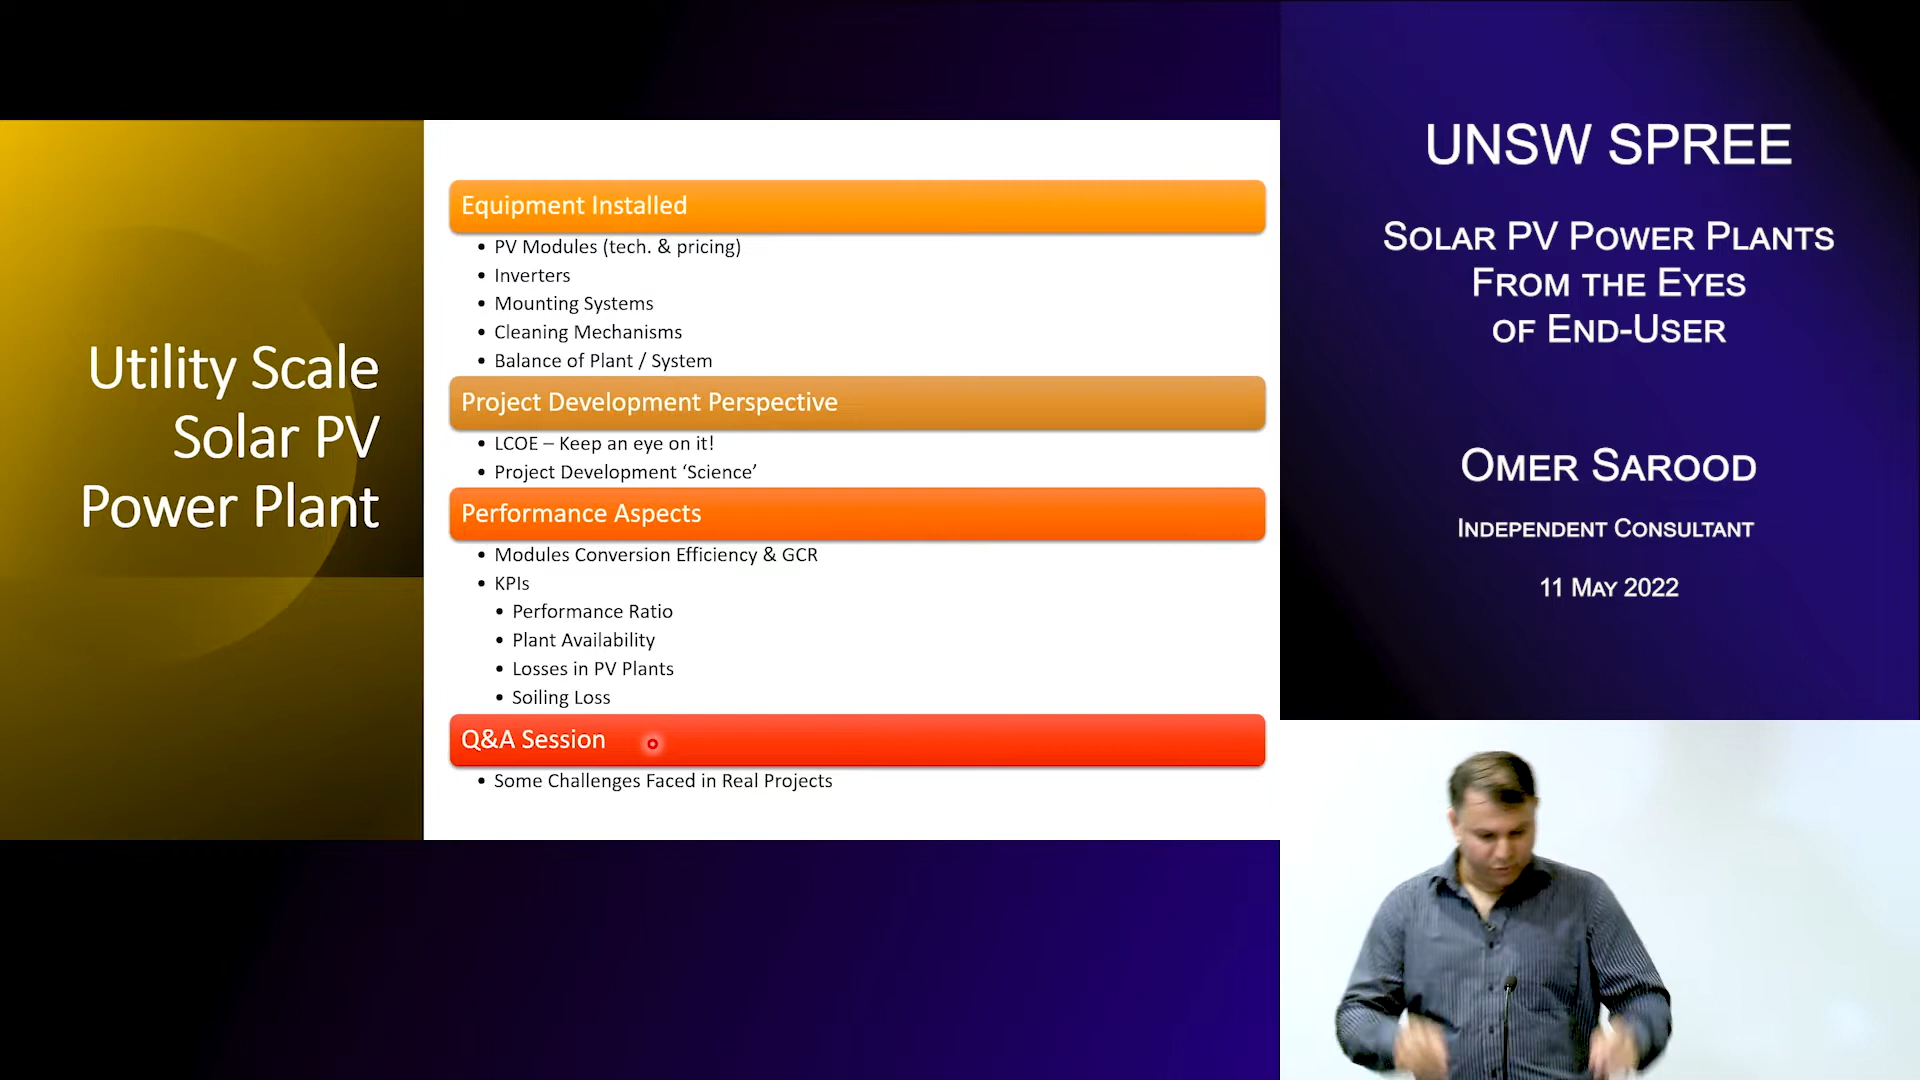 Utility Scale
Solar PV
Power Plant
Equipment Installed
• PV Modules (tech. & pricing)
• Inverters
• Mounting Systems
• Cleaning Mechanisms
• Balance of Plant / System
Project Development Perspective
• LCOE – Keep an eye on it!
• Project Development ‘Science’
Performance Aspects
• Modules Conversion Efficiency & GCR
• KPIs
• Performance Ratio
• Plant Availability
• Losses in PV Plants
• Soiling Loss
Q&A Session
• Some Challenges Faced in Real Projects
UNSW SPREE
SOLAR PV POWER PLANTS
FROM THE EYES
OF END-USER
OMER SAROOD
INDEPENDENT CONSULTANT
11 MAY 2022